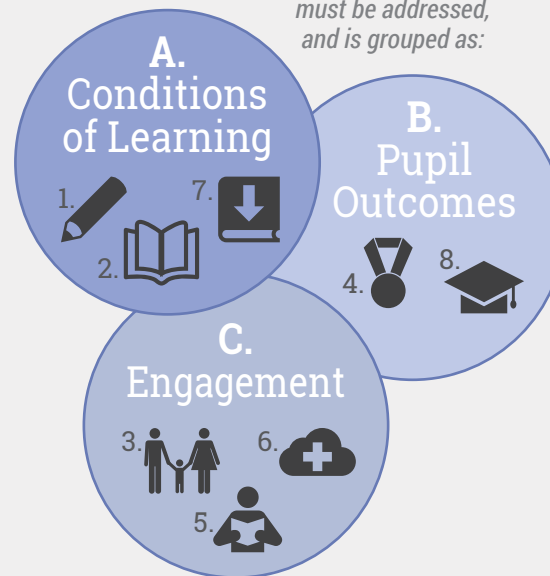 must be addressed,
and is grouped as:
A.
Conditions
of Learning
1.
7.
2.
B.
Pupil
Outcomes
4.
8.
C.
Engagement
3.
6.
5.